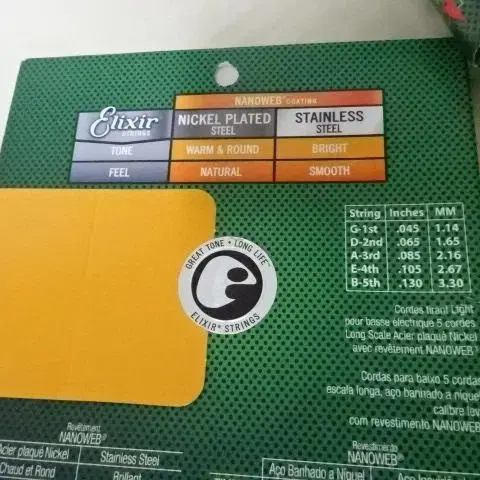 NANOWEB® COATING
Elixir STRINGS NICKEL PLATED STEEL STAINLESS STEEL
TONE WARM & ROUND BRIGHT
FEEL NATURAL SMOOTH
String Inches MM
G-1st .045 1.14
D-2nd .065 1.65
A-3rd .085 2.16
E-4th .105 2.67
B-5th .130 3.30
GREAT TONE • LONG LIFE™
ELIXIR® STRINGS
Cordes tirant Light
pour basse électrique 5 cordes
Long Scale Acier plaqué Nickel
avec revêtement NANOWEB®
Cordas para baixo 5 cordas
escala longa, aço banhado a níque
calibre lev
com revestimento NANOWEB
Revêtement
NANOWEB®
Acier plaqué Nickel Stainless Steel
Chaud et Rond Brillant
Revestimento
NANOWEB®
Aço Banhado a Níquel